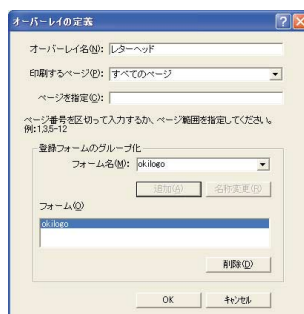 オーバーレイの定義
オーバーレイ名(N): レターヘッド
印刷するページ(P): すべてのページ
ページを指定(C):
ページ番号を区切って入力するか、ページ範囲を指定してください。
例:1,3,5-12
登録フォームのグループ化
フォーム名(M): okilogo
追加(A) 名称変更(R)
フォーム(O)
okilogo
削除(D)
OK キャンセル